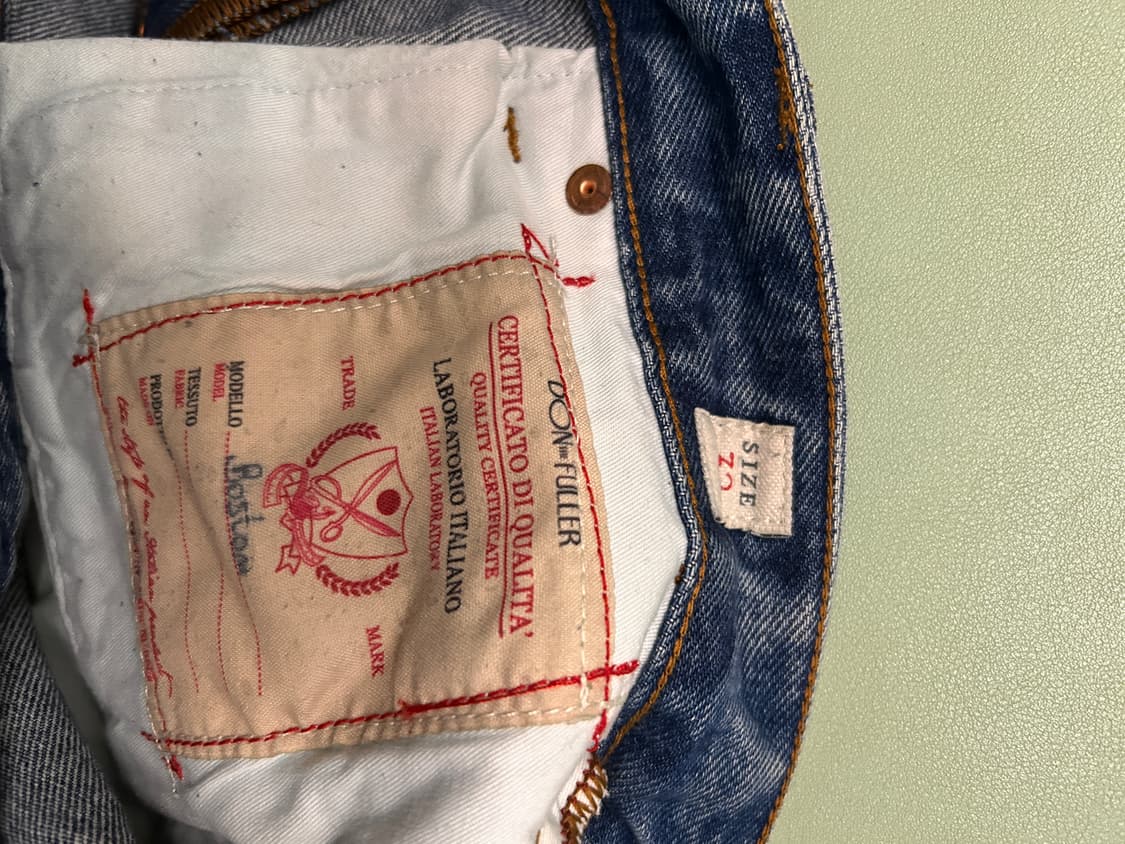 DON THE FULLER
CERTIFICATO DI QUALITA'
QUALITY CERTIFICATE
LABORATORIO ITALIANO
ITALIAN LABORATORY
TRADE MARK
MODELLO
MODEL
Boston
TESSUTO
FABRIC
SIZE